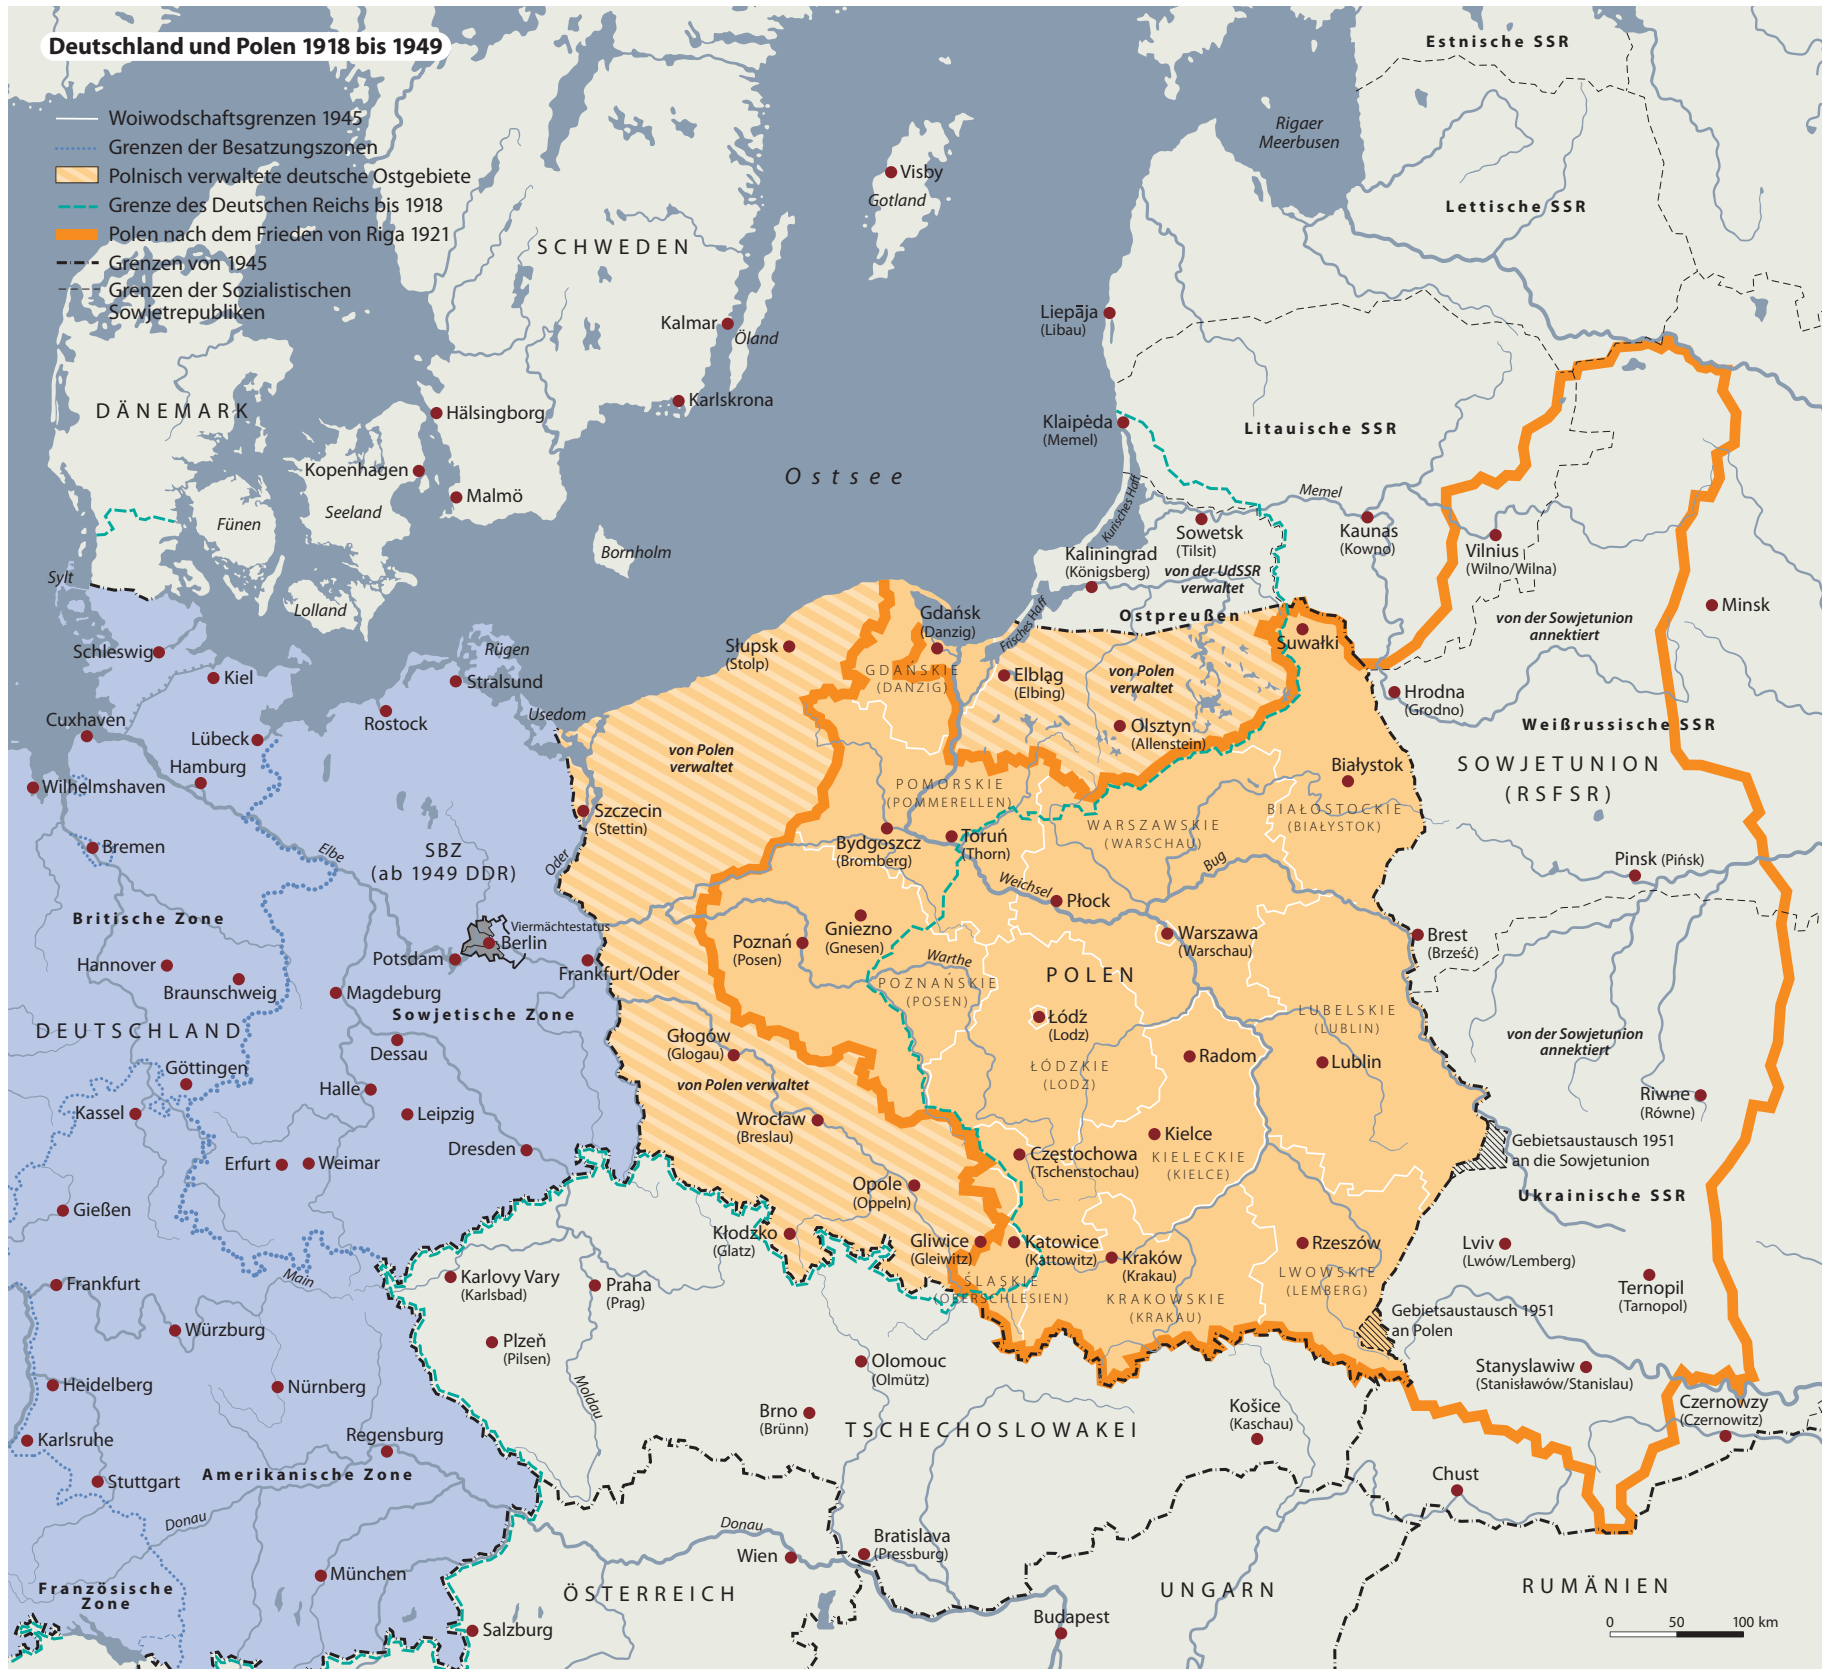 Deutschland und Polen 1918 bis 1949
Woiwodschaftsgrenzen 1945
Grenzen der Besatzungszonen
Polnisch verwaltete deutsche Ostgebiete
Grenze des Deutschen Reichs bis 1918
Polen nach dem Frieden von Riga 1921
Grenzen von 1945
Grenzen der Sozialistischen
Sowjetrepubliken
Estnische SSR
Rigaer
Meerbusen
Visby
Gotland
Lettische SSR
SCHWEDEN
Liepāja
(Libau)
Kalmar
Öland
Karlskrona
DÄNEMARK
Hälsingborg
Klaipėda
(Memel)
Litauische SSR
Kopenhagen
Ostsee
Malmö
Memel
Kurisches Haff
Seeland
Fünen
Sowetsk
(Tilsit)
Kaunas
(Kowno)
Vilnius
(Wilno/Wilna)
Bornholm
Kaliningrad
(Königsberg)
von der UdSSR
verwaltet
Sylt
Lolland
Ostpreußen
Minsk
von der Sowjetunion
annektiert
Gdańsk
(Danzig)
Frisches Haff
Suwałki
Schleswig
Rügen
Słupsk
(Stolp)
GDAŃSKIE
(DANZIG)
Elbląg
(Elbing)
von Polen
verwaltet
Kiel
Stralsund
Hrodna
(Grodno)
Cuxhaven
Rostock
Usedom
Olsztyn
(Allenstein)
Weißrussische SSR
Lübeck
von Polen
verwaltet
Hamburg
Białystok
SOWJETUNION
(RSFSR)
Wilhelmshaven
POMORSKIE
(POMMERELLEN)
BIAŁOSTOCKIE
(BIAŁYSTOK)
Szczecin
(Stettin)
WARSZAWSKIE
(WARSCHAU)
Bremen
Elbe
SBZ
(ab 1949 DDR)
Oder
Bydgoszcz
(Bromberg)
Toruń
(Thorn)
Bug
Pinsk (Pińsk)
Weichsel
Płock
Britische Zone
Viermächtestatus
Berlin
Gniezno
(Gnesen)
Warszawa
(Warschau)
Brest
(Brześć)
Hannover
Potsdam
Frankfurt/Oder
Poznań
(Posen)
Warthe
POLEN
Braunschweig
Magdeburg
POZNAŃSKIE
(POSEN)
DEUTSCHLAND
Sowjetische Zone
Łódź
(Lodz)
LUBELSKIE
(LUBLIN)
von der Sowjetunion
annektiert
Dessau
Głogów
(Glogau)
Radom
Lublin
Göttingen
Halle
von Polen verwaltet
ŁÓDZKIE
(LODZ)
Riwne
(Równe)
Kassel
Leipzig
Wrocław
(Breslau)
Kielce
Gebietsaustausch 1951
an die Sowjetunion
Dresden
Częstochowa
(Tschenstochau)
KIELECKIE
(KIELCE)
Erfurt
Weimar
Opole
(Oppeln)
Ukrainische SSR
Gießen
Kłodzko
(Glatz)
Gliwice
(Gleiwitz)
Katowice
(Kattowitz)
Kraków
(Krakau)
Rzeszów
Lviv
(Lwów/Lemberg)
Frankfurt
Main
Karlovy Vary
(Karlsbad)
Praha
(Prag)
ŚLĄSKIE
(OBERSCHLESIEN)
KRAKOWSKIE
(KRAKAU)
LWOWSKIE
(LEMBERG)
Ternopil
(Tarnopol)
Gebietsaustausch 1951
an Polen
Würzburg
Plzeň
(Pilsen)
Olomouc
(Olmütz)
Stanyslawiw
(Stanisławów/Stanislau)
Heidelberg
Nürnberg
Moldau
Brno
(Brünn)
TSCHECHOSLOWAKEI
Košice
(Kaschau)
Czernowzy
(Czernowitz)
Karlsruhe
Regensburg
Stuttgart
Amerikanische Zone
Chust
Donau
Donau
Wien
Bratislava
(Pressburg)
Französische
Zone
München
ÖSTERREICH
UNGARN
RUMÄNIEN
Salzburg
Budapest
0 50 100 km